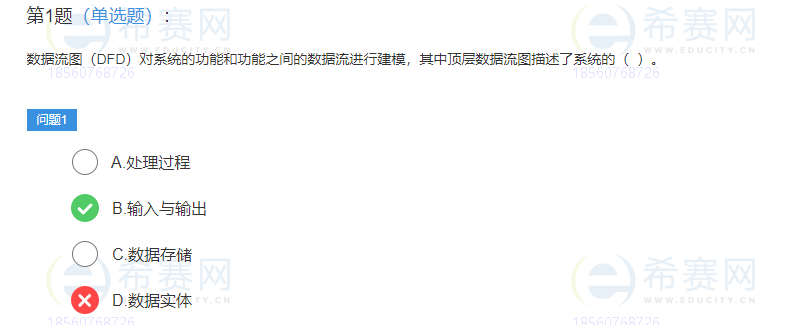 第1题（单选题）：
希赛网
WWW.EDUCITY.CN
18560768726
希赛网
WWW.EDUCITY.CN
18560768726
数据流图（DFD）对系统的功能和功能之间的数据流进行建模，其中顶层数据流图描述了系统的（ ）。
问题1
A.处理过程
B.输入与输出
C.数据存储
D.数据实体
希赛网
WWW.EDUCITY.CN
18560768726
希赛网
WWW.EDUCITY.CN
18560768726